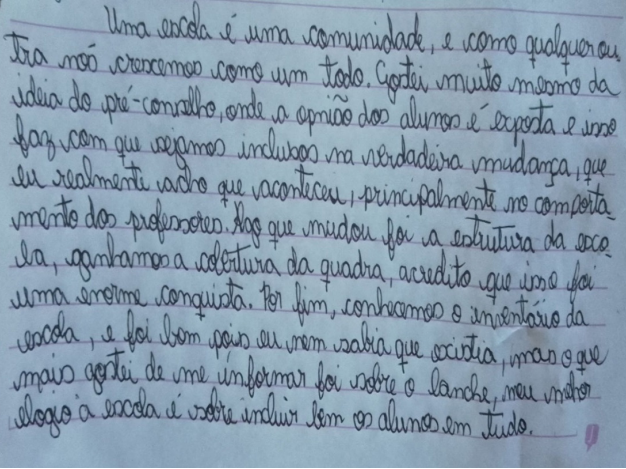 Uma escola é uma comunidade, e como qualquer ou
tra nós crescemos como um todo. Gostei muito mesmo da
ideia do pré-conselho, onde a opnião dos alunos é exposta e isso
faz com que sejamos inclusos na verdadeira mudança, que
eu realmente acho que aconteceu, principalmente no comporta-
mento dos professores. Algo que mudou foi a estrutura da esco-
la, ganhamos a cobertura da quadra, acredito que isso foi
uma enorme conquista. Por fim, conhecemos o inventário da
escola, e foi bom pois eu nem sabia que existia, mas o que
mais gostei de me informar foi sobre o lanche, meu melhor
elogio à escola é sobre incluir bem os alunos em tudo.